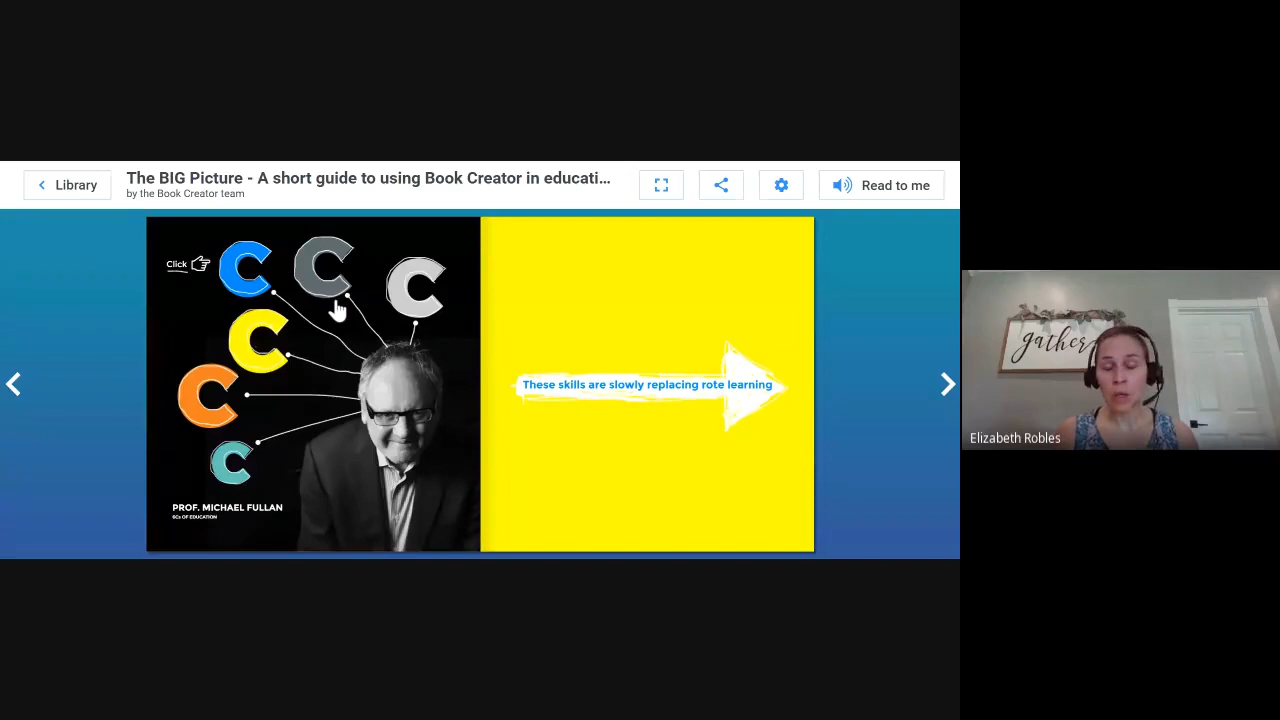 Library
The BIG Picture - A short guide to using Book Creator in educati...
by the Book Creator team
Read to me
Click
C
C
C
C
C
C
PROF. MICHAEL FULLAN
6Cs OF EDUCATION
These skills are slowly replacing rote learning
gather
Elizabeth Robles